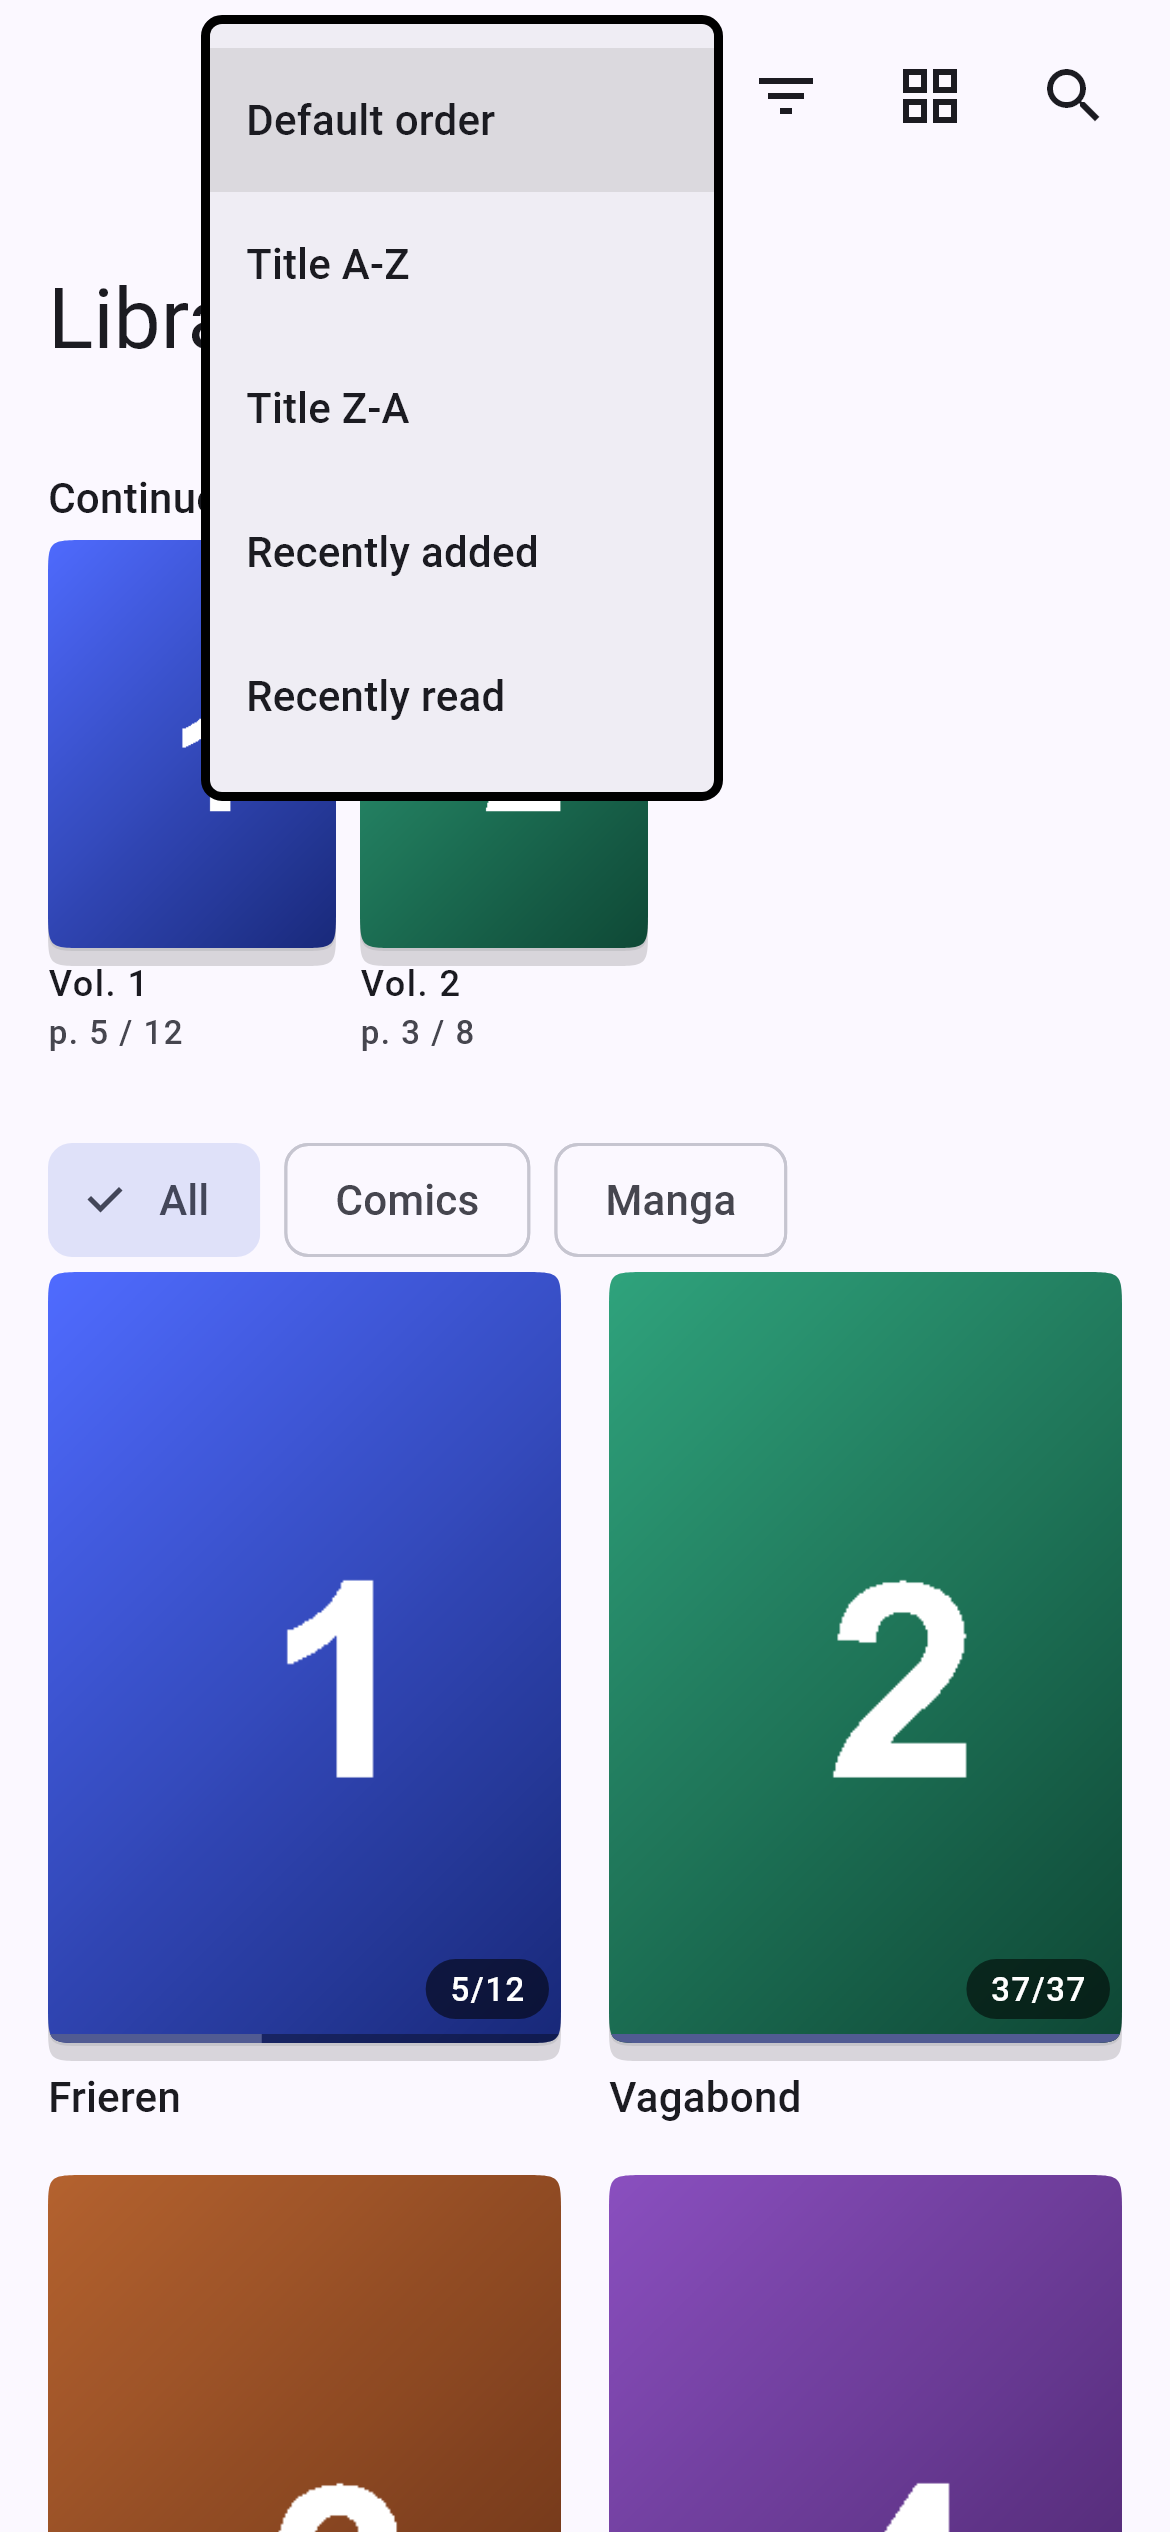 Default order
Title A-Z
Title Z-A
Recently added
Recently read
Vol. 1
p. 5 / 12
Vol. 2
p. 3 / 8
All
Comics
Manga
1
2
5/12
37/37
Frieren
Vagabond